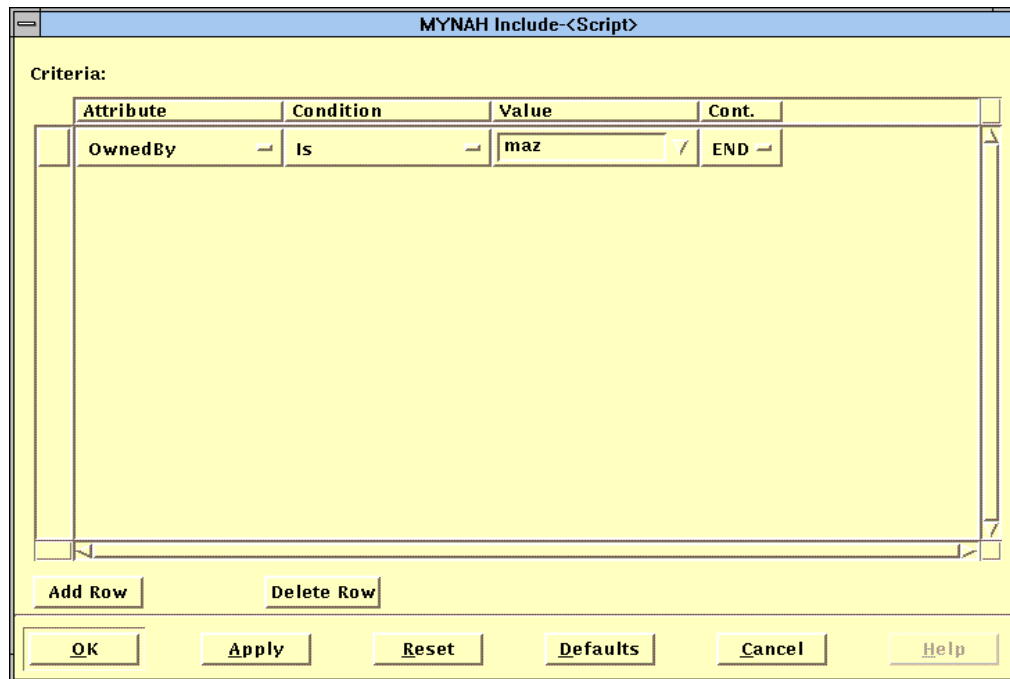 MYNAH Include-<Script>
Criteria:
Attribute Condition Value Cont.
OwnedBy Is maz END
Add Row Delete Row
OK Apply Reset Defaults Cancel Help